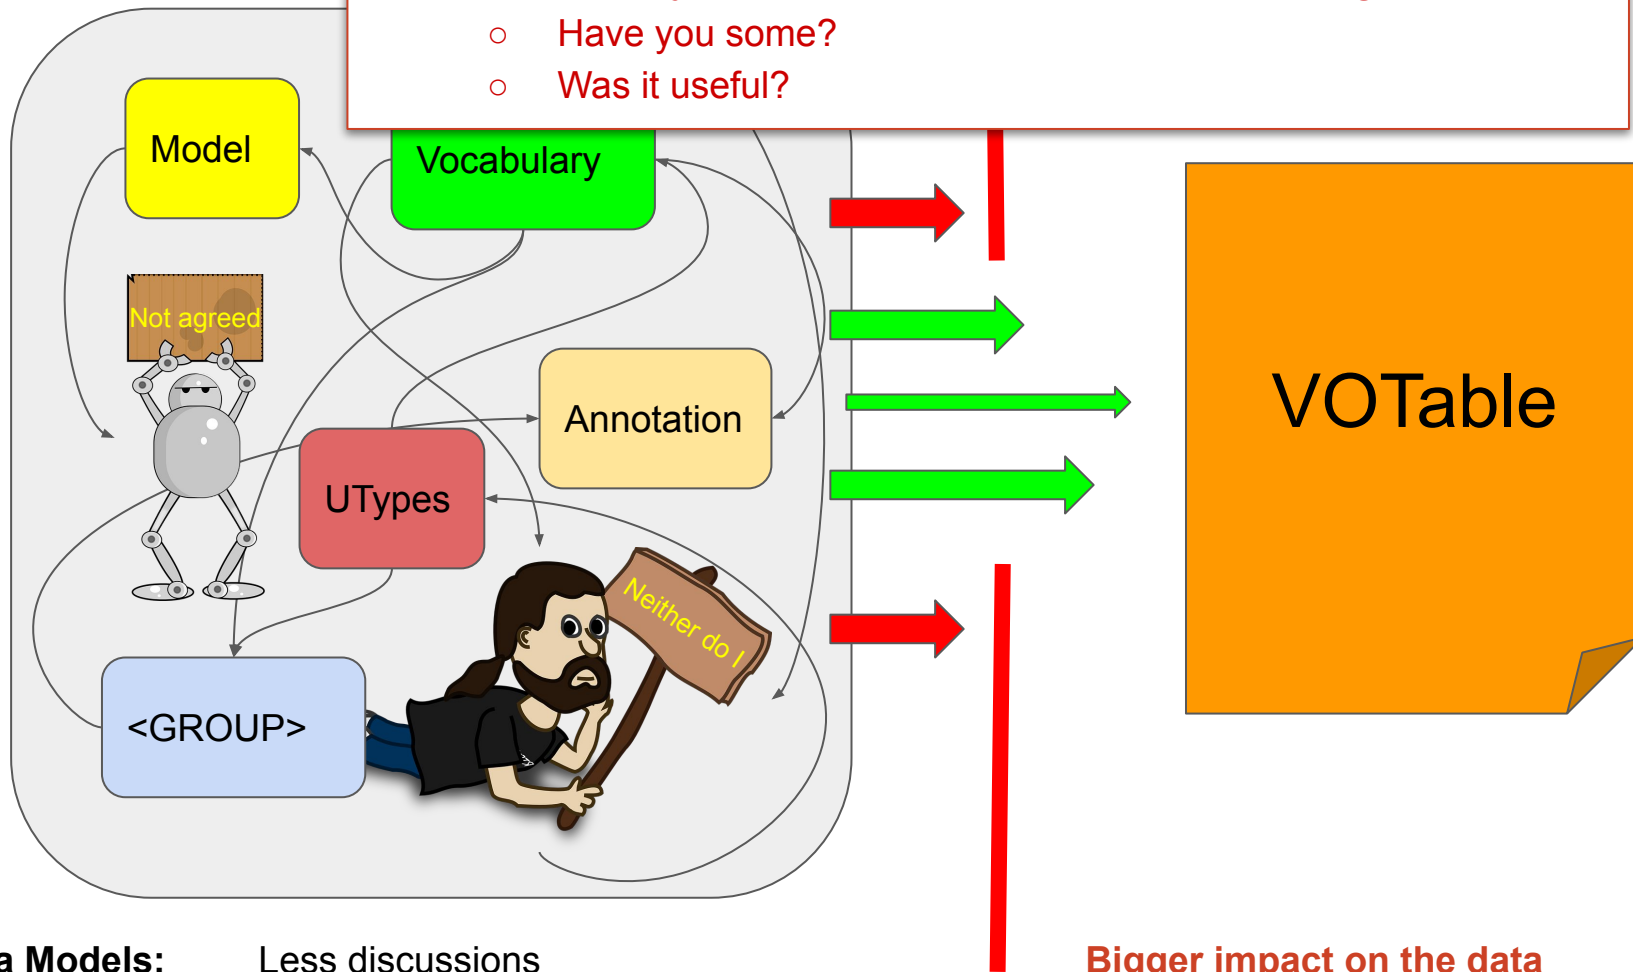 Have you some?
Was it useful?
Model
Vocabulary
Not agreed
Annotation
VOTable
UTypes
Neither do I
<GROUP>
Models:
Less discussions
Bigger impact on the data